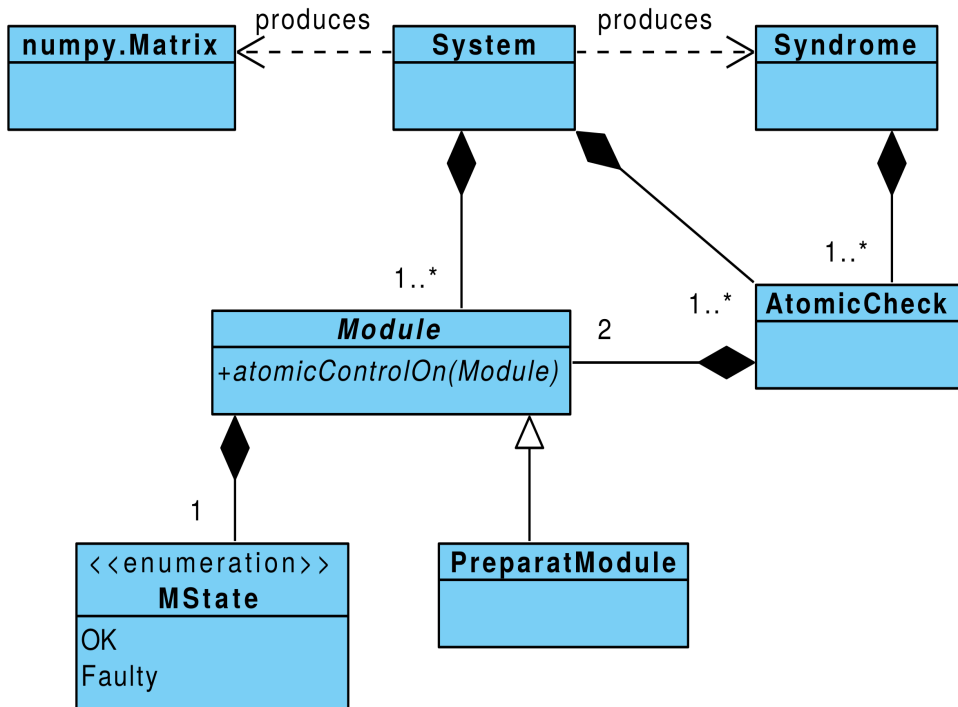 produces
produces
numpy.Matrix
System
Syndrome
1..*
1..*
1..*
AtomicCheck
Module
2
+atomicControlOn(Module)
1
<<enumeration>>
MState
OK
Faulty
PreparatModule